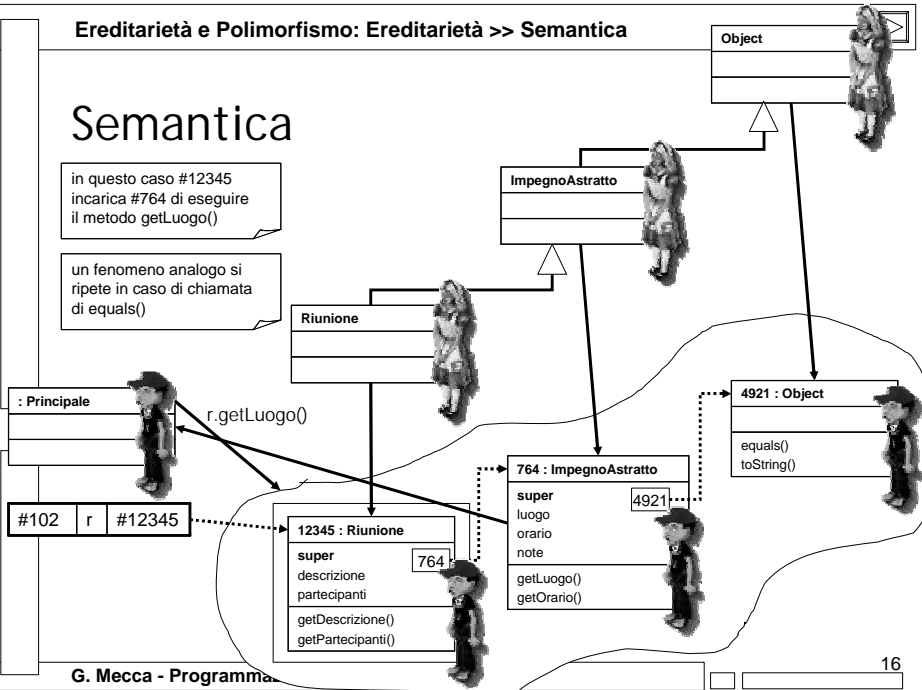 Ereditarietà e Polimorfismo: Ereditarietà >> Semantica
Object
Semantica
in questo caso #12345
incarica #764 di eseguire
il metodo getLuogo()
ImpegnoAstratto
un fenomeno analogo si
ripete in caso di chiamata
di equals()
Riunione
: Principale
r.getLuogo()
4921 : Object
equals()
toString()
764 : ImpegnoAstratto
super
4921
luogo
orario
note
getLuogo()
getOrario()
#102 r #12345
12345 : Riunione
super
764
descrizione
partecipanti
getDescrizione()
getPartecipanti()
G. Mecca - Programma
16